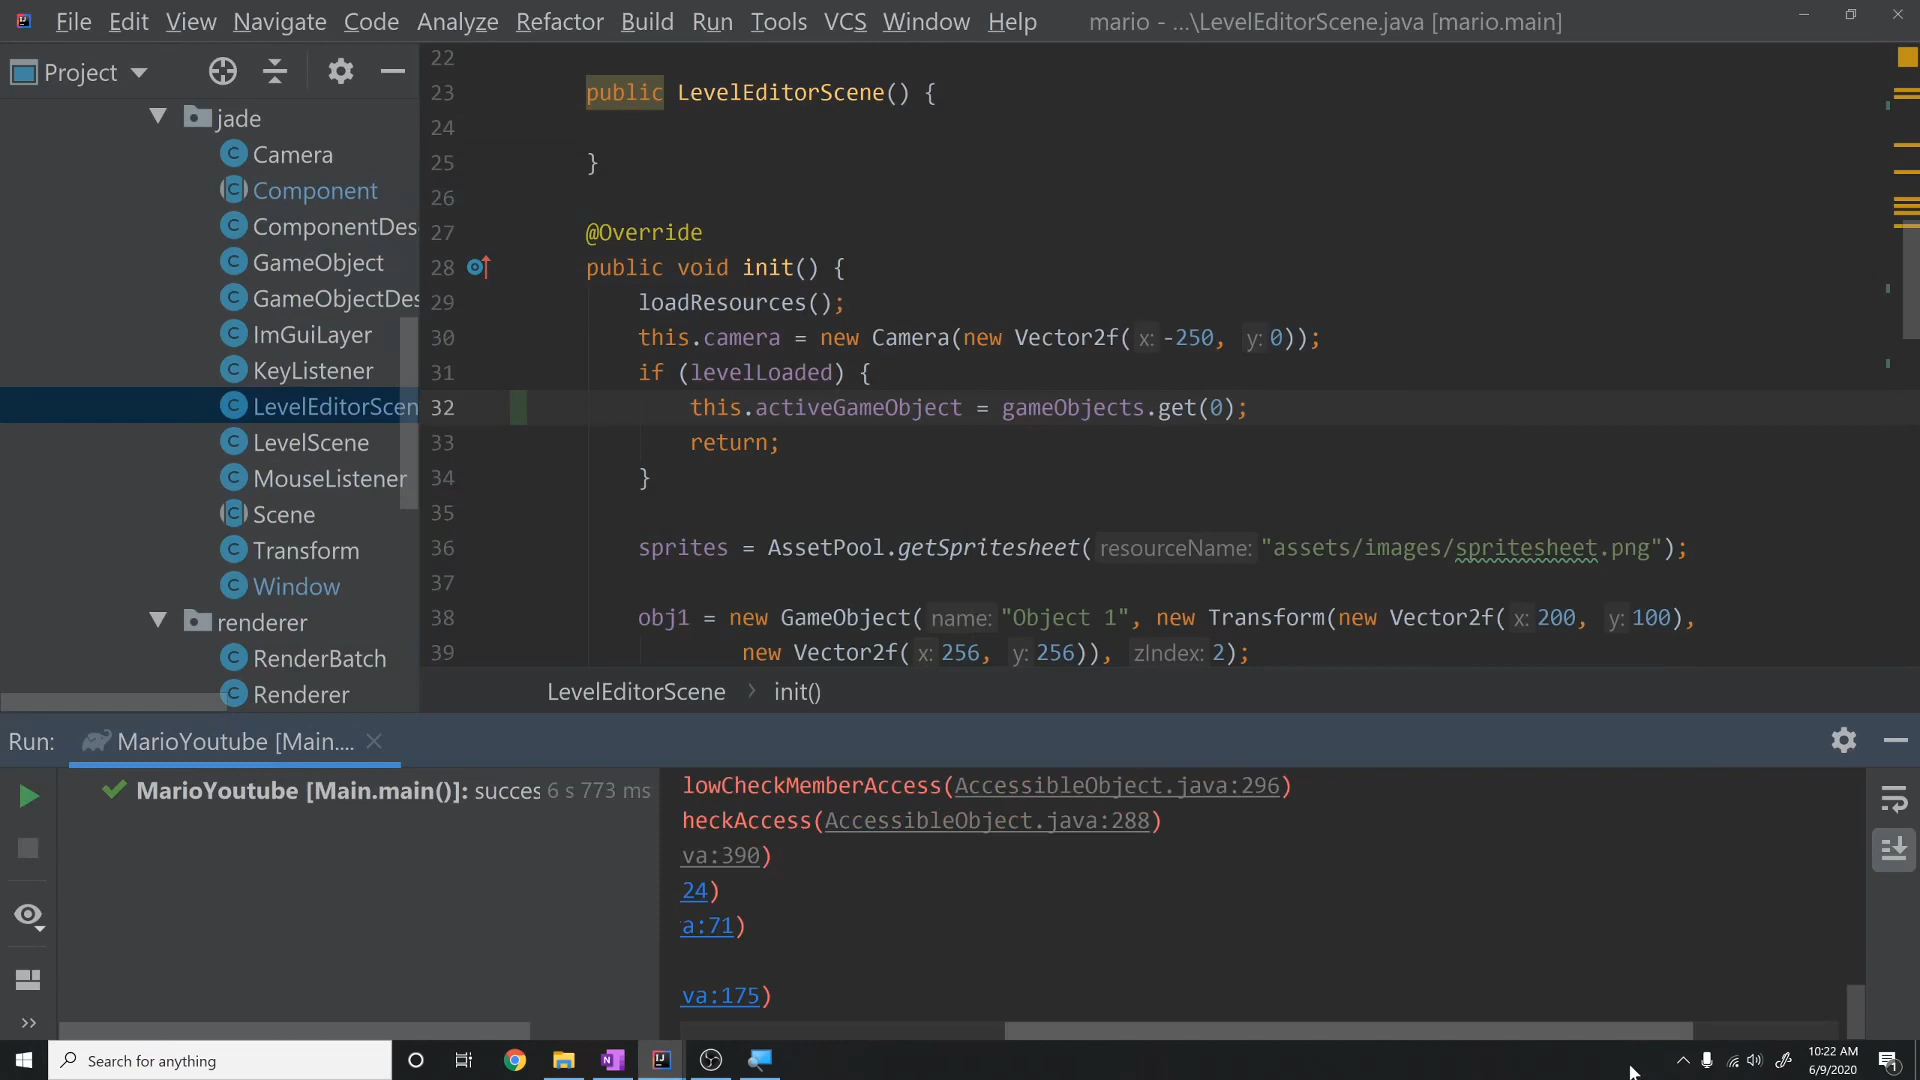 File Edit View Navigate Code Analyze Refactor Build Run Tools VCS Window Help mario - ...\LevelEditorScene.java [mario.main]
Project
jade
Camera
Component
ComponentDes
GameObject
GameObjectDes
ImGuiLayer
KeyListener
LevelEditorScen
LevelScene
MouseListener
Scene
Transform
Window
renderer
RenderBatch
Renderer
22
23 public LevelEditorScene() {
24
25 }
26
27 @Override
28 public void init() {
29 loadResources();
30 this.camera = new Camera(new Vector2f( x: -250, y: 0));
31 if (levelLoaded) {
32 this.activeGameObject = gameObjects.get(0);
33 return;
34 }
35
36 sprites = AssetPool.getSpritesheet( resourceName: "assets/images/spritesheet.png");
37
38 obj1 = new GameObject( name: "Object 1", new Transform(new Vector2f( x: 200, y: 100),
39 new Vector2f( x: 256, y: 256)), zIndex: 2);
LevelEditorScene > init()
Run: MarioYoutube [Main....
MarioYoutube [Main.main()]: succes 6 s 773 ms
lowCheckMemberAccess(AccessibleObject.java:296)
heckAccess(AccessibleObject.java:288)
va:390)
24)
a:71)
va:175)
Search for anything
10:22 AM
6/9/2020
1